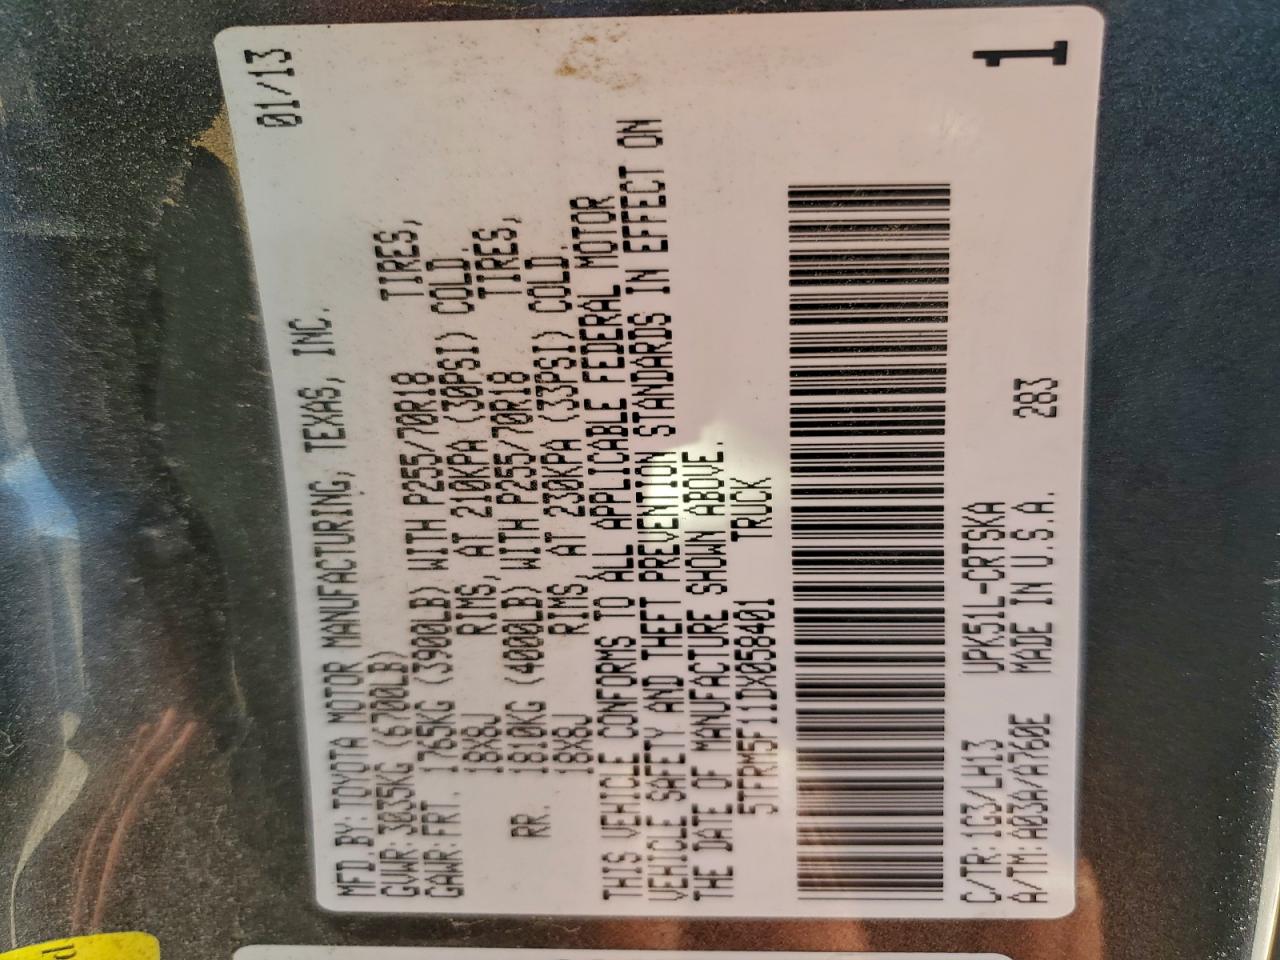 01/13
MFD.BY:TOYOTA MOTOR MANUFACTURING, TEXAS, INC.
GVWR:3035KG(6700LB)
GAWR:FRT. 1765KG (3900LB) WITH P255/70R18 TIRES,
18X8J RIMS, AT 210KPA (30PSI) COLD.
RR. 1810KG (4000LB) WITH P255/70R18 TIRES,
18X8J RIMS, AT 230KPA (33PSI) COLD.
THIS VEHICLE CONFORMS TO ALL APPLICABLE FEDERAL MOTOR
VEHICLE SAFETY AND THEFT PREVENTION STANDARDS IN EFFECT ON
THE DATE OF MANUFACTURE SHOWN ABOVE.
5TFRM5F11DX058401 TRUCK
C/TR:1G3/LH13 UPK51L-CRTSKA
A/TM:A03A/A760E MADE IN U.S.A. 283
1